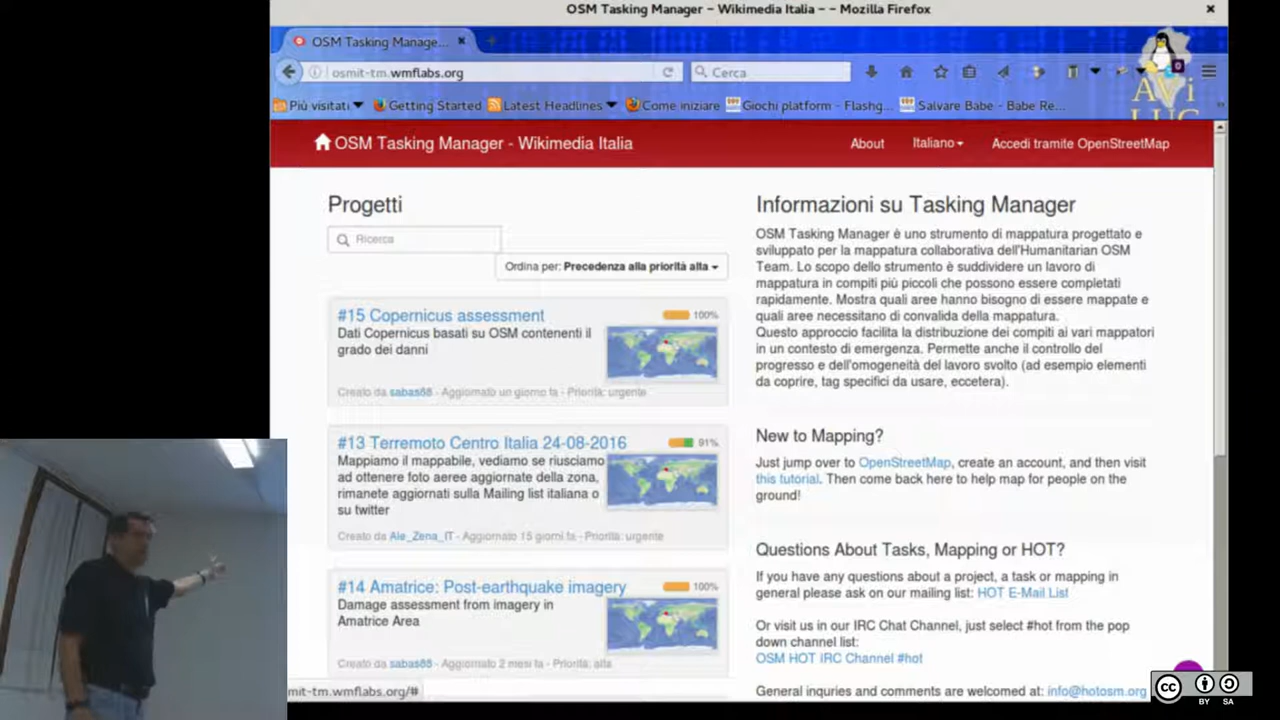 OSM Tasking Manager - Wikimedia Italia - - Mozilla Firefox
OSM Tasking Manage...
osmit-tm.wmflabs.org
Cerca
Più visitati
Getting Started
Latest Headlines
Come iniziare
Giochi platform - Flashg...
Salvare Babe - Babe Re...
AVi
LUG
OSM Tasking Manager - Wikimedia Italia
About
Italiano
Accedi tramite OpenStreetMap
Progetti
Ricerca
Ordina per: Precedenza alla priorità alta
#15 Copernicus assessment
100%
Dati Copernicus basati su OSM contenenti il
grado dei danni
Creato da sabas88 - Aggiornato un giorno fa - Priorità: urgente
#13 Terremoto Centro Italia 24-08-2016
91%
Mappiamo il mappabile, vediamo se riusciamo
ad ottenere foto aeree aggiornate della zona,
rimanete aggiornati sulla Mailing list italiana o
su twitter
Creato da Ale_Zena_IT - Aggiornato 15 giorni fa - Priorità: urgente
#14 Amatrice: Post-earthquake imagery
100%
Damage assessment from imagery in
Amatrice Area
Creato da sabas88 - Aggiornato 2 mesi fa - Priorità: alta
mit-tm.wmflabs.org/#
Informazioni su Tasking Manager
OSM Tasking Manager è uno strumento di mappatura progettato e
sviluppato per la mappatura collaborativa dell'Humanitarian OSM
Team. Lo scopo dello strumento è suddividere un lavoro di
mappatura in compiti più piccoli che possono essere completati
rapidamente. Mostra quali aree hanno bisogno di essere mappate e
quali aree necessitano di convalida della mappatura.
Questo approccio facilita la distribuzione dei compiti ai vari mappatori
in un contesto di emergenza. Permette anche il controllo del
progresso e dell'omogeneità del lavoro svolto (ad esempio elementi
da coprire, tag specifici da usare, eccetera).
New to Mapping?
Just jump over to OpenStreetMap, create an account, and then visit
this tutorial. Then come back here to help map for people on the
ground!
Questions About Tasks, Mapping or HOT?
If you have any questions about a project, a task or mapping in
general please ask on our mailing list: HOT E-Mail List
Or visit us in our IRC Chat Channel, just select #hot from the pop
down channel list:
OSM HOT IRC Channel #hot
General inquries and comments are welcomed at: info@hotosm.org
CC BY SA